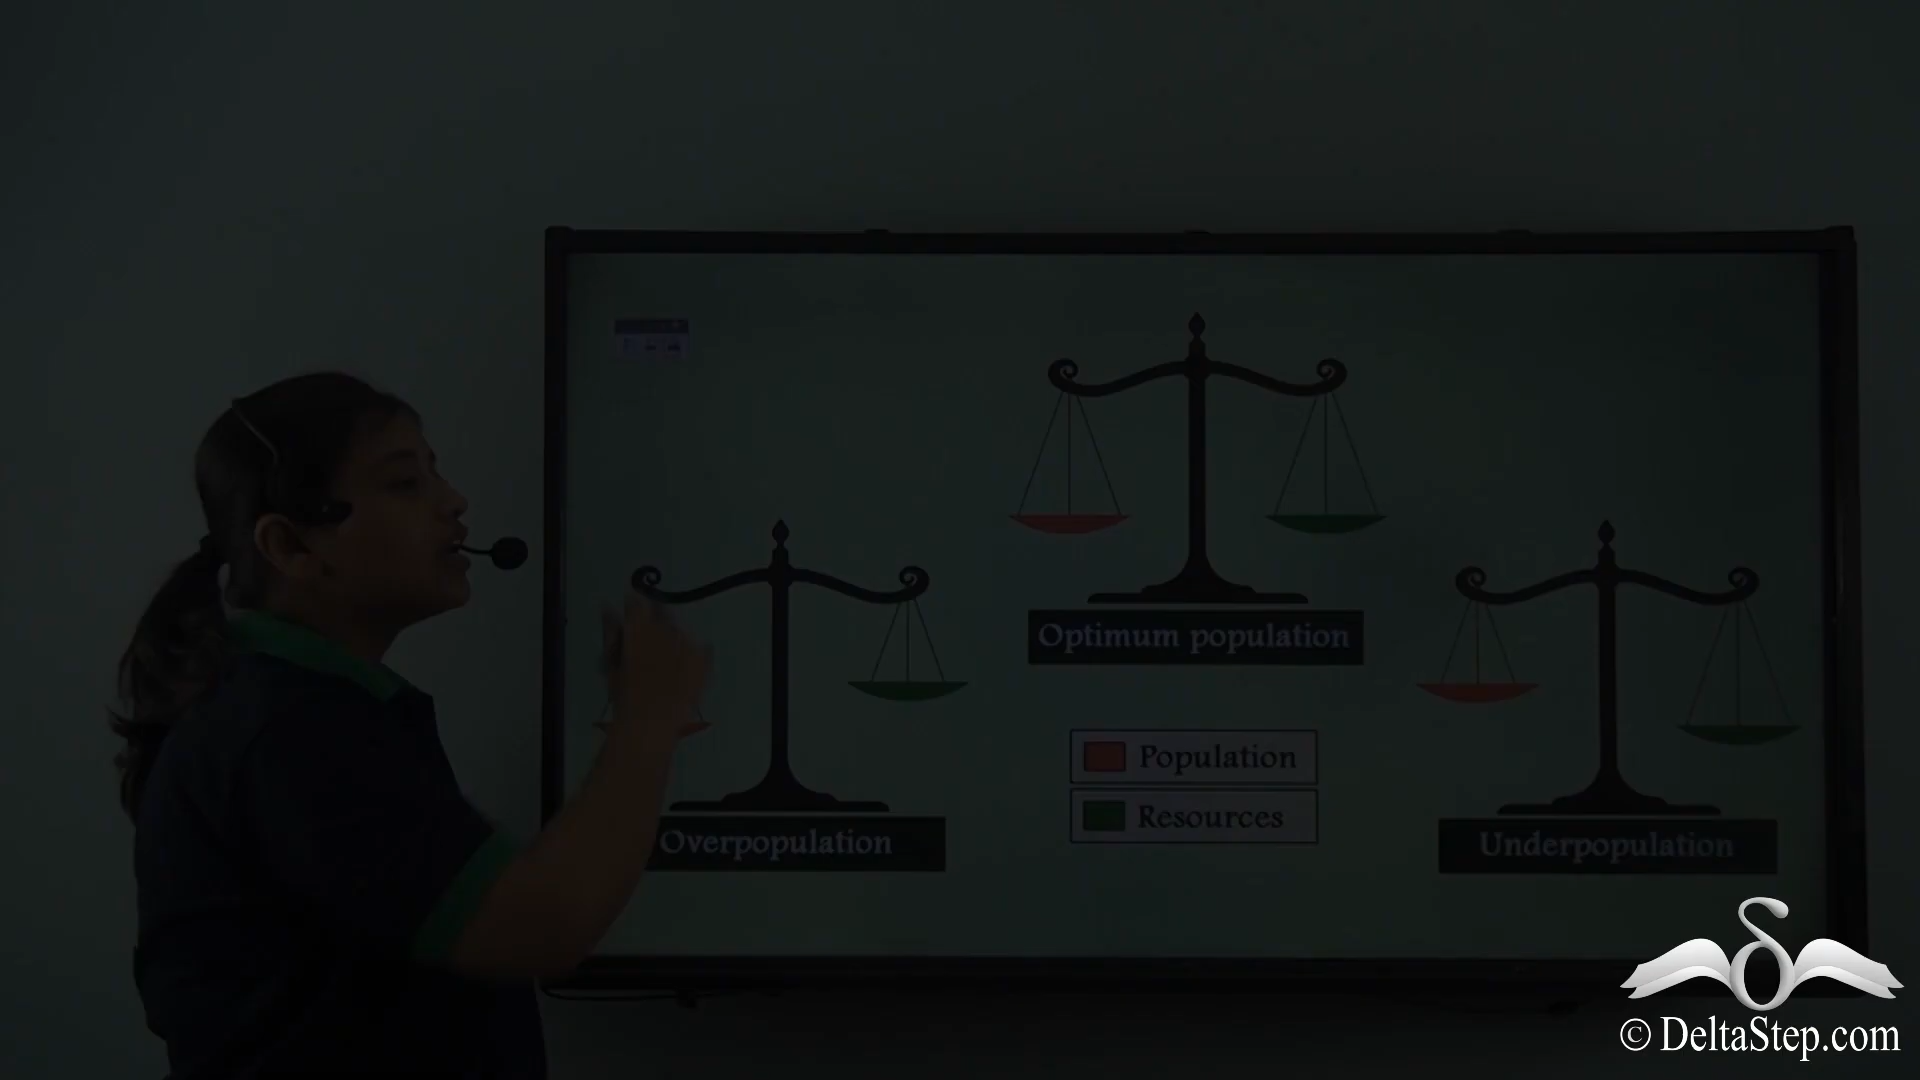 Optimum population
Population
Resources
Overpopulation
Underpopulation
© DeltaStep.com